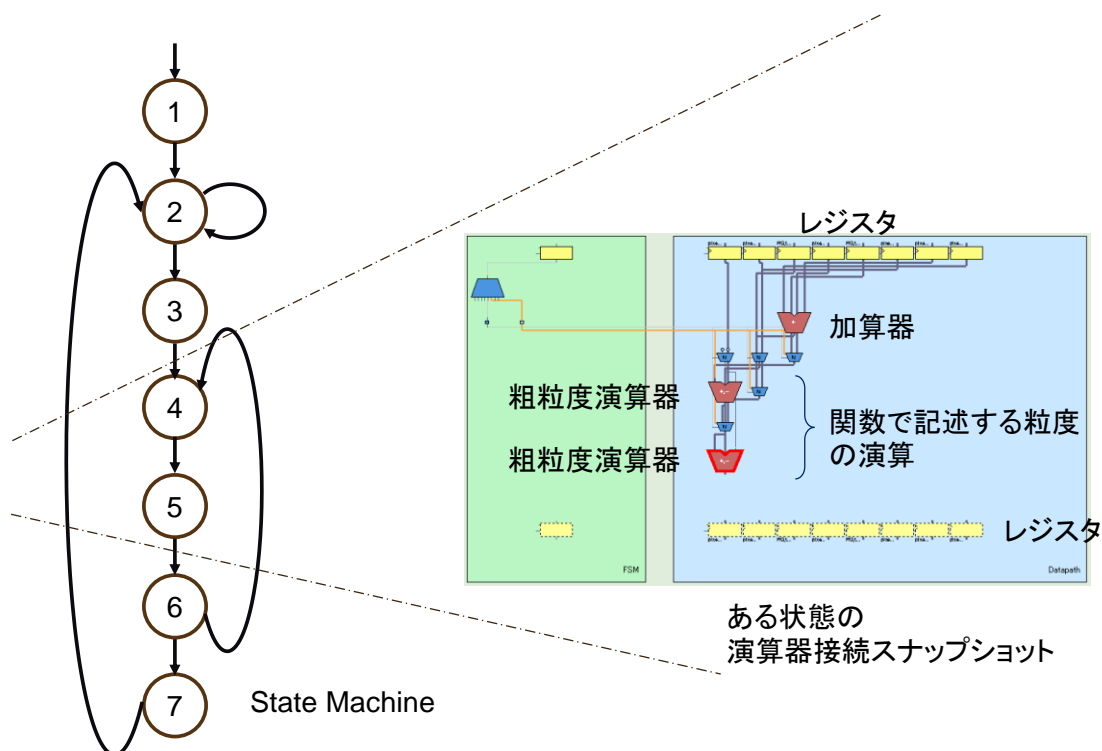 1
2
3
4
5
6
7
State Machine
レジスタ
加算器
粗粒度演算器
粗粒度演算器
関数で記述する粒度
の演算
レジスタ
FSM
Datapath
ある状態の
演算器接続スナップショット